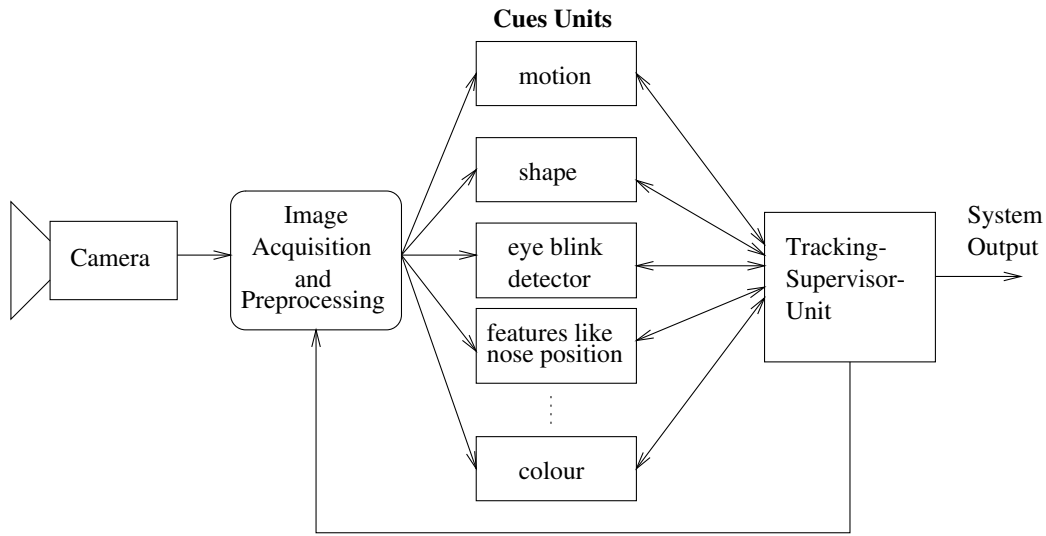 Cues Units
motion
shape
eye blink
detector
features like
nose position
colour
Camera
Image
Acquisition
and
Preprocessing
Tracking-
Supervisor-
Unit
System
Output